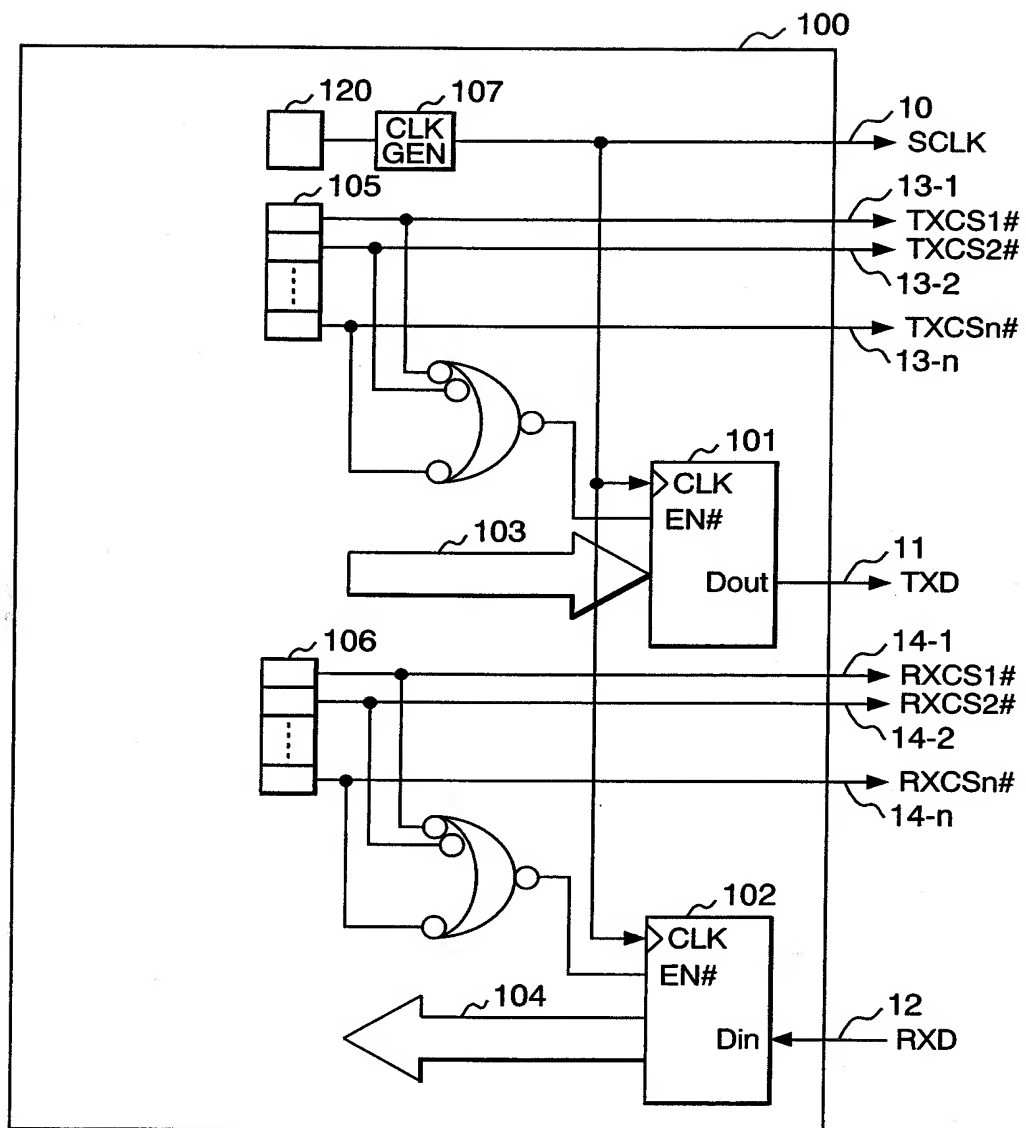 100
120
107
10
CLK
GEN
SCLK
105
13-1
TXCS1#
TXCS2#
13-2
TXCSn#
13-n
101
CLK
EN#
103
11
Dout
TXD
106
14-1
RXCS1#
RXCS2#
14-2
RXCSn#
14-n
102
CLK
EN#
104
12
Din
RXD